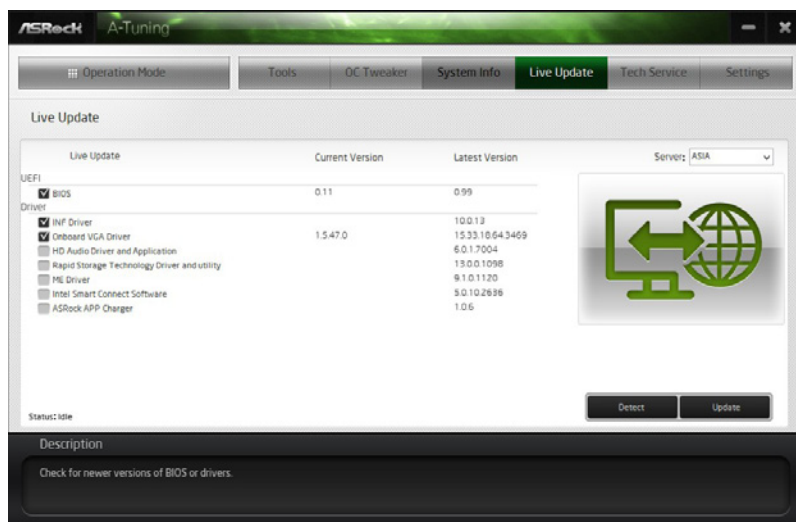 ASRock A-Tuning
Operation Mode Tools OC Tweaker System Info Live Update Tech Service Settings
Live Update
Live Update Current Version Latest Version Server: ASIA
UEFI
BIOS 0.11 0.99
Driver
INF Driver 10.0.13
Onboard VGA Driver 1.5.47.0 15.33.18.64.3469
HD Audio Driver and Application 6.0.1.7004
Rapid Storage Technology Driver and utility 13.0.0.1098
ME Driver 9.1.0.1120
Intel Smart Connect Software 5.0.10.2636
ASRock APP Charger 1.0.6
Status: Idle Detect Update
Description
Check for newer versions of BIOS or drivers.